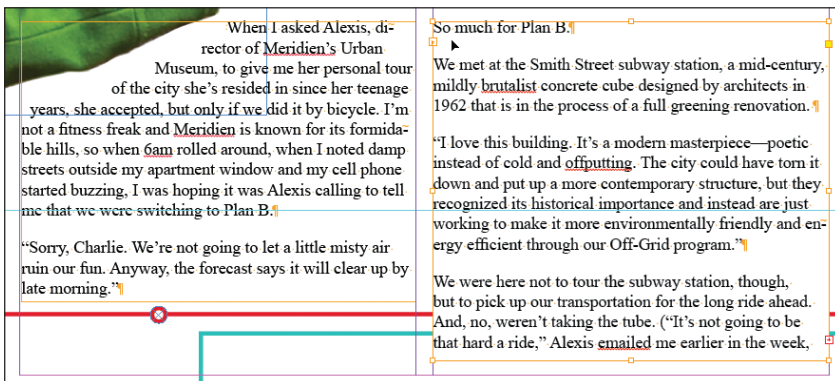 When I asked Alexis, di-
rector of Meridien's Urban
Museum, to give me her personal tour
of the city she's resided in since her teenage
years, she accepted, but only if we did it by bicycle. I'm
not a fitness freak and Meridien is known for its formida-
ble hills, so when 6am rolled around, when I noted damp
streets outside my apartment window and my cell phone
started buzzing, I was hoping it was Alexis calling to tell
me that we were switching to Plan B.¶
“Sorry, Charlie. We're not going to let a little misty air
ruin our fun. Anyway, the forecast says it will clear up by
late morning.”¶
So much for Plan B.¶
We met at the Smith Street subway station, a mid-century,
mildly brutalist concrete cube designed by architects in
1962 that is in the process of a full greening renovation.¶
“I love this building. It's a modern masterpiece—poetic
instead of cold and offputting. The city could have torn it
down and put up a more contemporary structure, but they
recognized its historical importance and instead are just
working to make it more environmentally friendly and en-
ergy efficient through our Off-Grid program.”¶
We were here not to tour the subway station, though,
but to pick up our transportation for the long ride ahead.
And, no, weren't taking the tube. (“It's not going to be
that hard a ride,” Alexis emailed me earlier in the week,